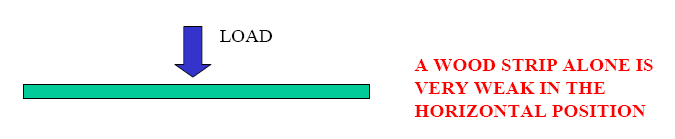 LOAD
A WOOD STRIP ALONE IS
VERY WEAK IN THE
HORIZONTAL POSITION